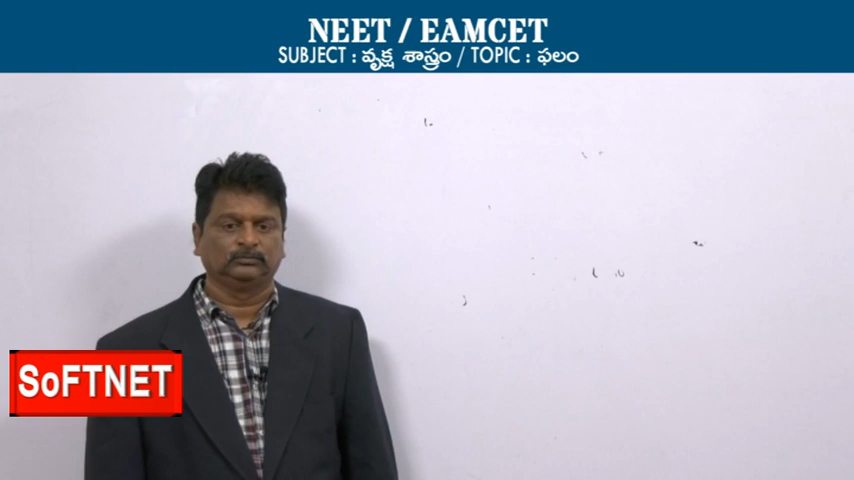 NEET / EAMCET
SUBJECT : వృక్ష శాస్త్రం / TOPIC : ఫలం
SoFTNET